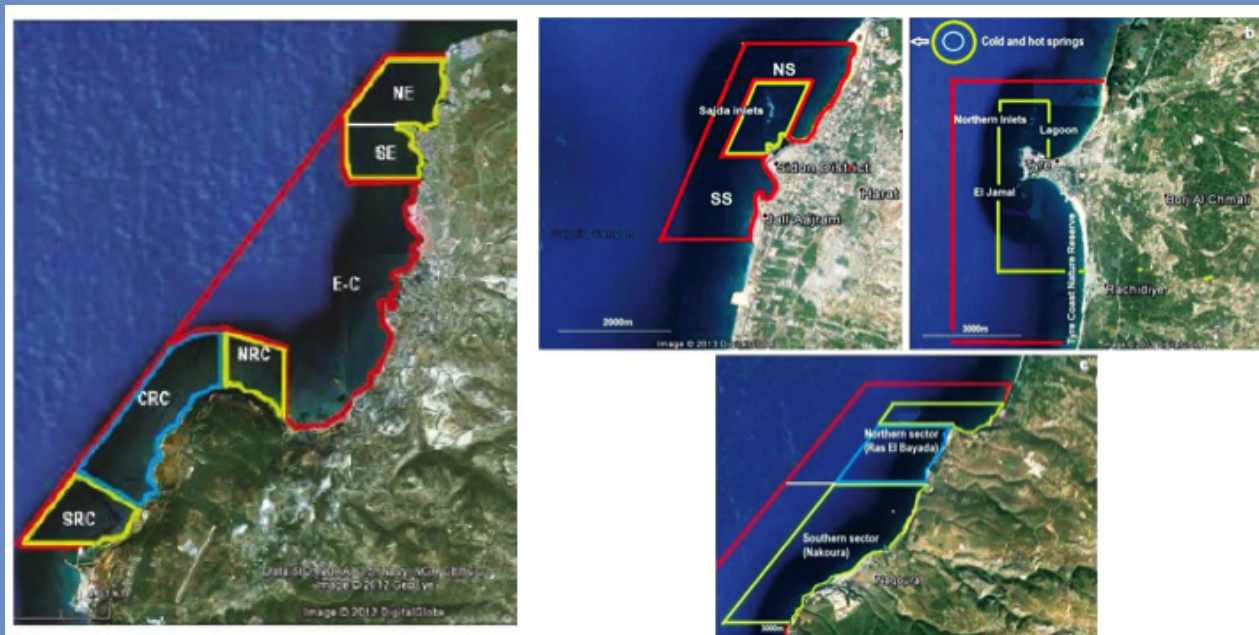 NE
SE
E-C
NRC
CRC
SRC
Image © 2012 GeoEye
Image © 2012 DigitalGlobe
a
NS
Sajda inlets
Sidon District
Harat
SS
Jall-Aajram
2000m
Image © 2013 DigitalGlobe
b
Cold and hot springs
Northern Inlets
Lagoon
Tyre
El Jamal
Borj Al Chmali
Tyre Coast Nature Reserve
Rachidiye
3000m
c
Northern sector
(Ras El Bayada)
Southern sector
(Nakoura)
Naqoura
3000m